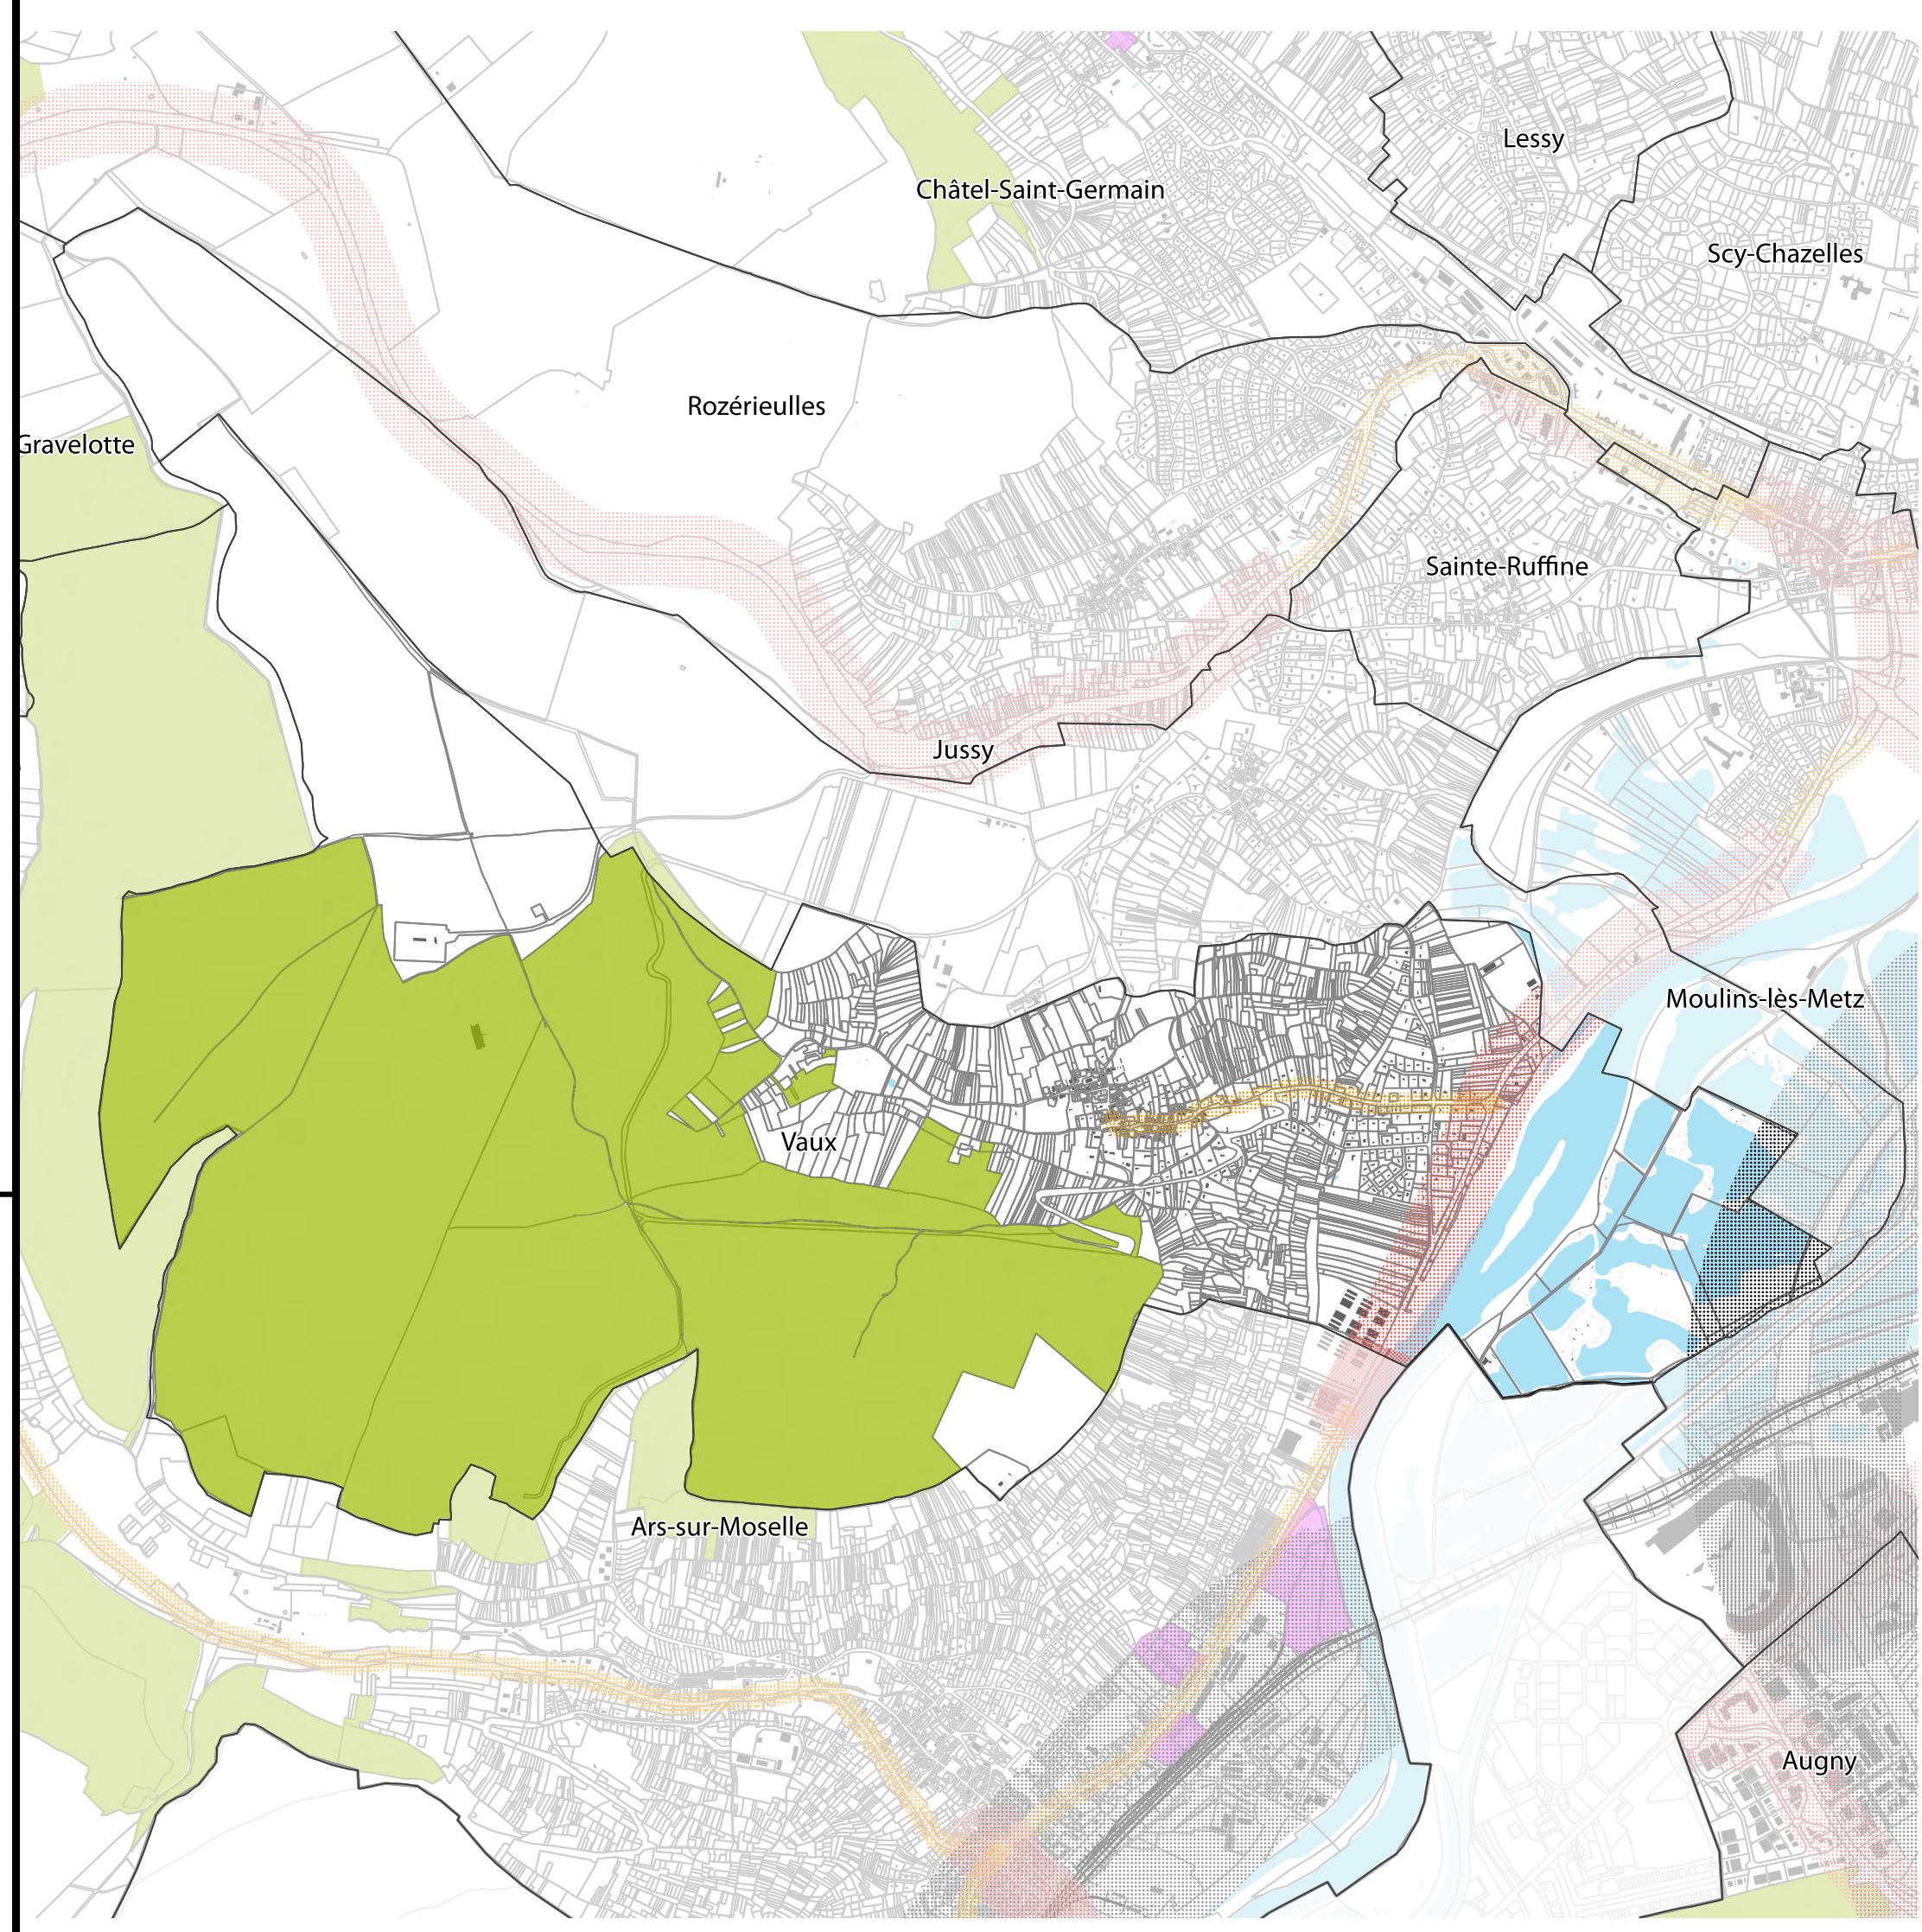 Lessy
Châtel-Saint-Germain
Scy-Chazelles
Rozérieulles
Gravelotte
Sainte-Ruffine
Jussy
Moulins-lès-Metz
Vaux
Ars-sur-Moselle
Augny